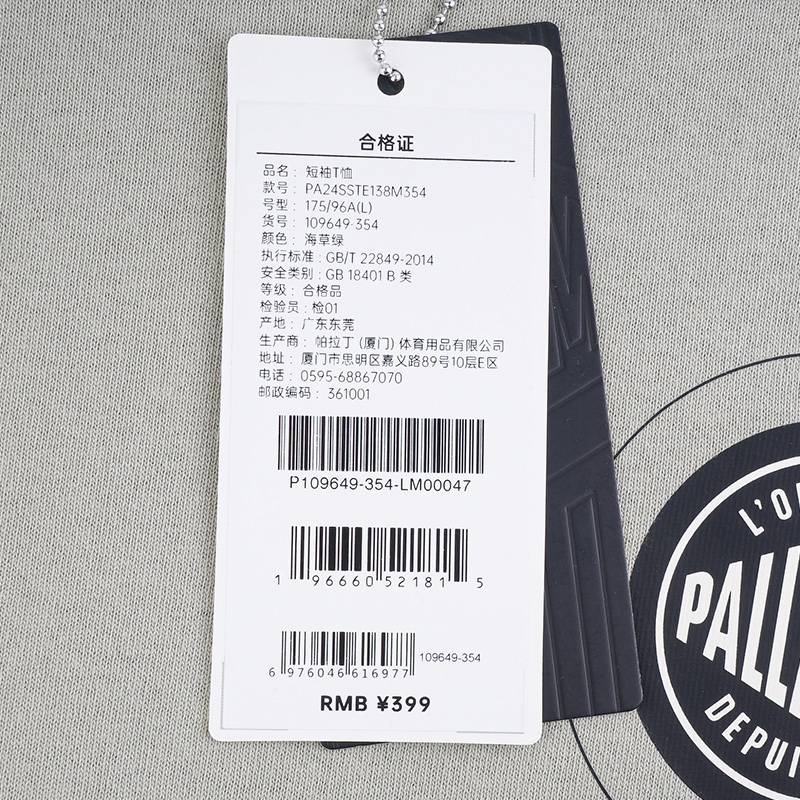 合格证
品名：短袖T恤
款号：PA24SSTE138M354
号型：175/96A(L)
货号：109649-354
颜色：海草绿
执行标准：GB/T 22849-2014
安全类别：GB 18401 B 类
等级：合格品
检验员：检01
产地：广东东莞
生产商：帕拉丁(厦门)体育用品有限公司
地址：厦门市思明区嘉义路89号10层E区
电话：0595-68867070
邮政编码：361001
P109649-354-LM00047
1 96660 52181 5
6 976046 616977
109649-354
RMB ¥399
L'O
PALL
DEPUI